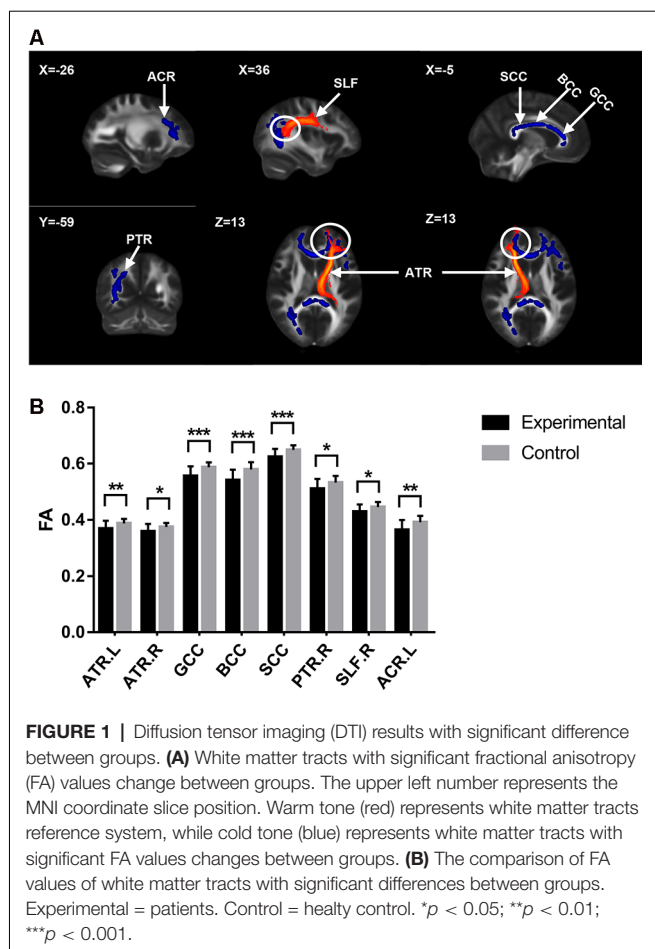 A
X=-26
ACR
X=36
SLF
X=-5
SCC
BCC
GCC
Y=-59
PTR
Z=13
ATR
Z=13
B
0.8
0.6
0.4
0.2
0.0
FA
** * *** *** *** * * **
ATR.L ATR.R GCC BCC SCC PTR.R SLF.R ACR.L
Experimental
Control
FIGURE 1 | Diffusion tensor imaging (DTI) results with significant difference
between groups. (A) White matter tracts with significant fractional anisotropy
(FA) values change between groups. The upper left number represents the
MNI coordinate slice position. Warm tone (red) represents white matter tracts
reference system, while cold tone (blue) represents white matter tracts with
significant FA values changes between groups. (B) The comparison of FA
values of white matter tracts with significant differences between groups.
Experimental = patients. Control = healty control. *p < 0.05; **p < 0.01;
***p < 0.001.